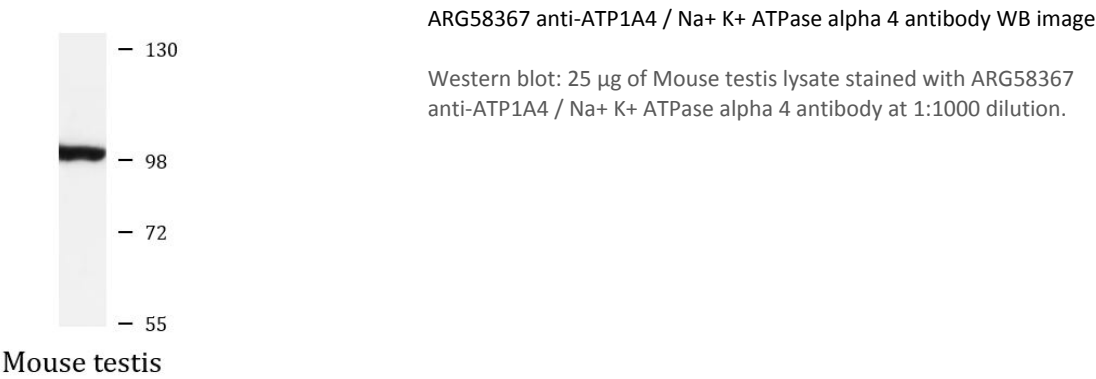 ARG58367 anti-ATP1A4 / Na+ K+ ATPase alpha 4 antibody WB image
Western blot: 25 µg of Mouse testis lysate stained with ARG58367
anti-ATP1A4 / Na+ K+ ATPase alpha 4 antibody at 1:1000 dilution.
130
98
72
55
Mouse testis